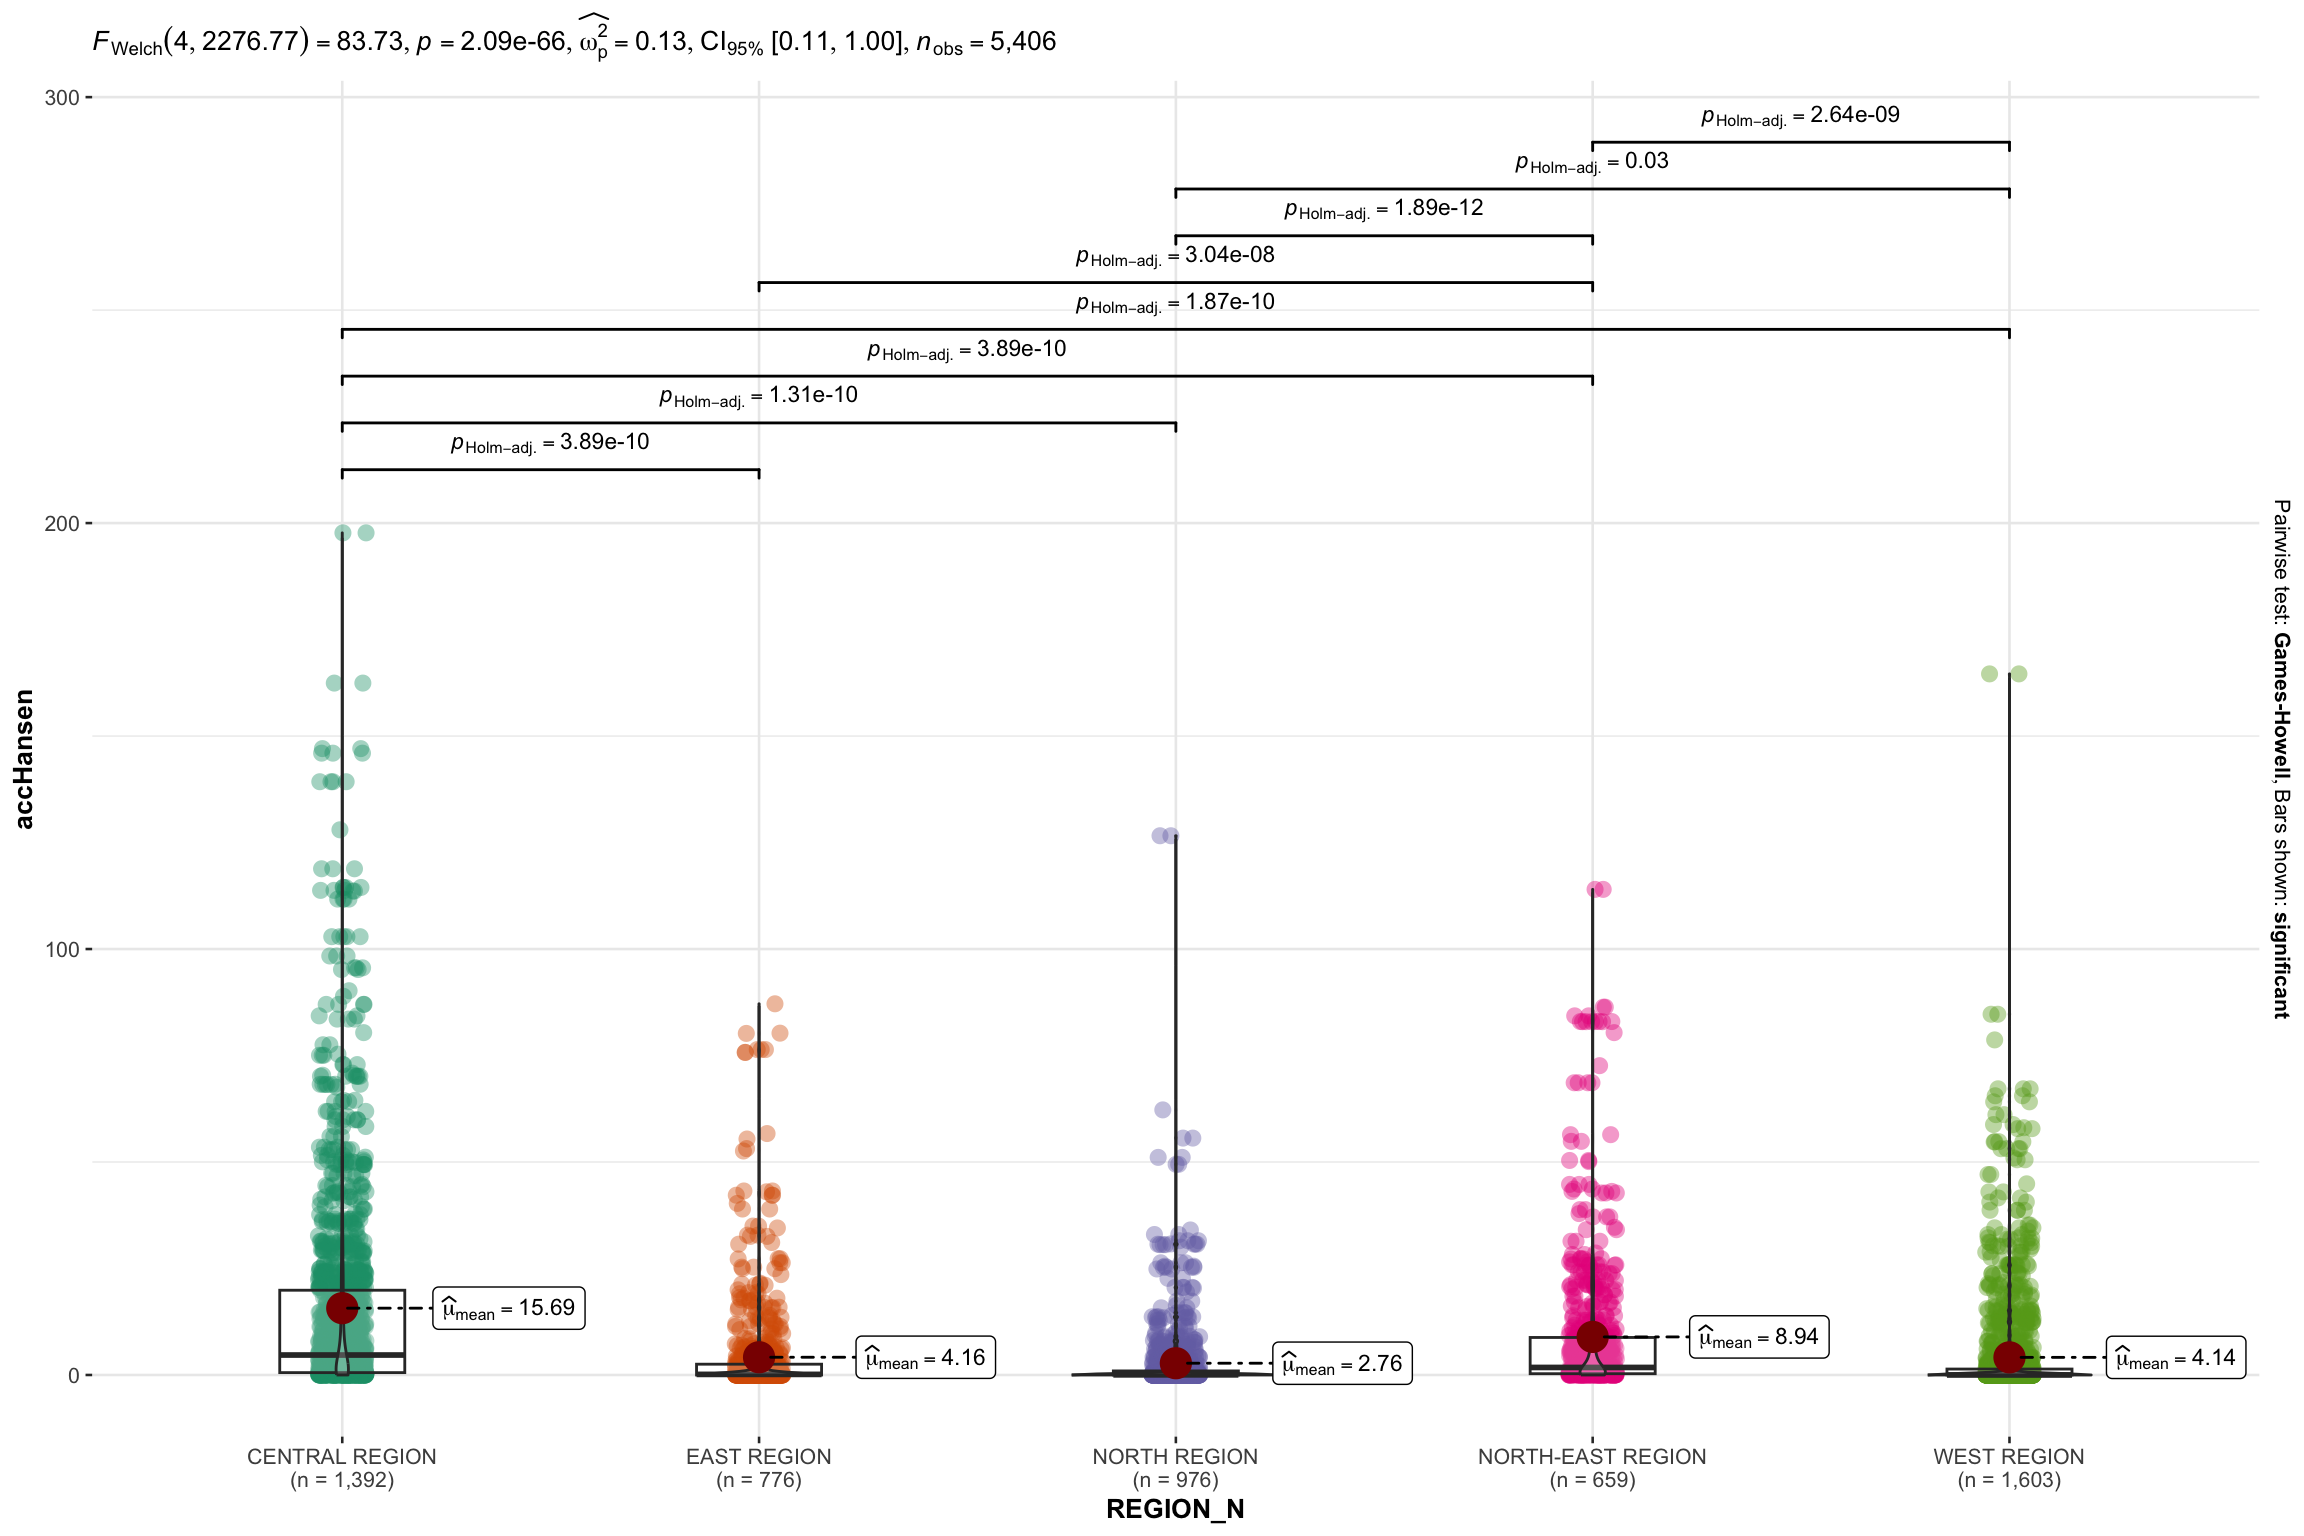 F_Welch(4, 2276.77) = 83.73, p = 2.09e-66, ω̂²_p = 0.13, CI_95% [0.11, 1.00], n_obs = 5,406
300
p_Holm−adj. = 2.64e-09
p_Holm−adj. = 0.03
p_Holm−adj. = 1.89e-12
p_Holm−adj. = 3.04e-08
p_Holm−adj. = 1.87e-10
p_Holm−adj. = 3.89e-10
p_Holm−adj. = 1.31e-10
p_Holm−adj. = 3.89e-10
200
accHansen
Pairwise test: Games-Howell, Bars shown: significant
100
μ̂_mean = 15.69
μ̂_mean = 4.16
μ̂_mean = 2.76
μ̂_mean = 8.94
μ̂_mean = 4.14
0
CENTRAL REGION
(n = 1,392)
EAST REGION
(n = 776)
NORTH REGION
(n = 976)
NORTH-EAST REGION
(n = 659)
WEST REGION
(n = 1,603)
REGION_N